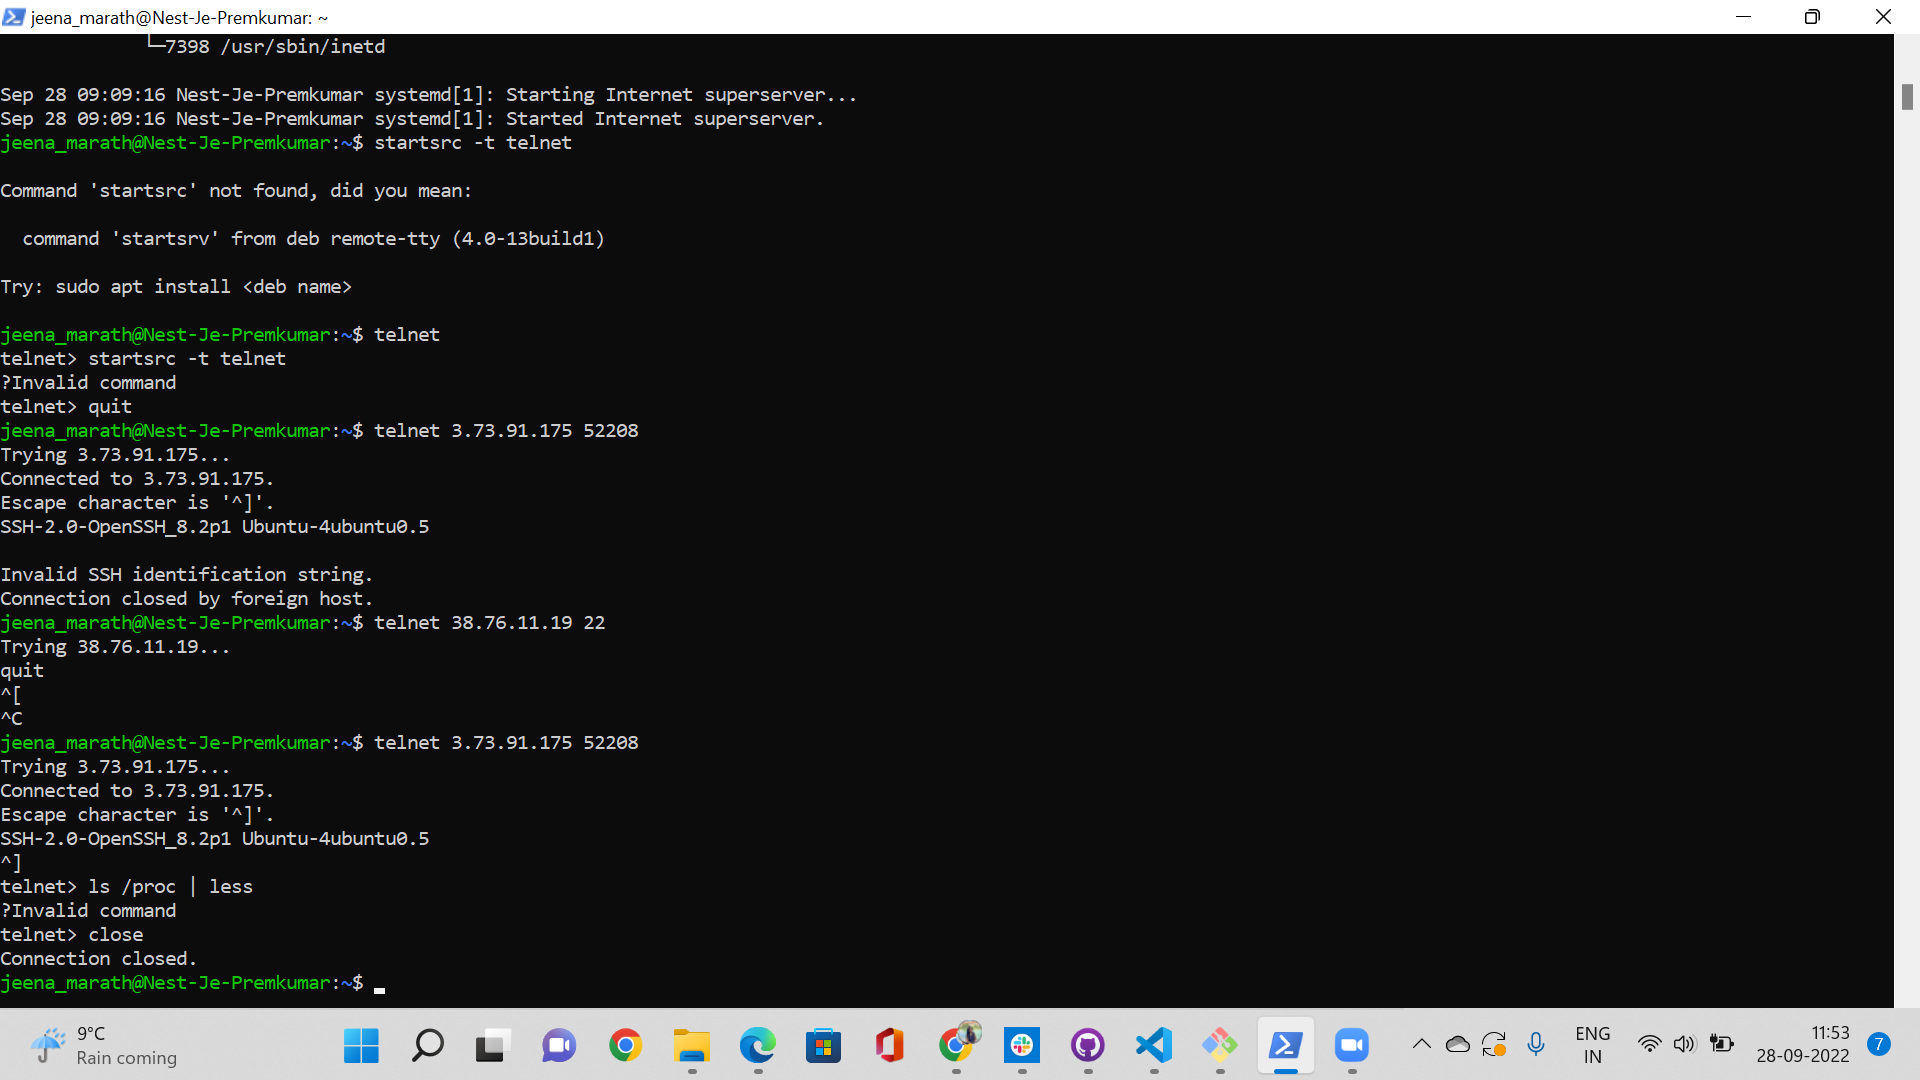 jeena_marath@Nest-Je-Premkumar: ~
└─7398 /usr/sbin/inetd
Sep 28 09:09:16 Nest-Je-Premkumar systemd[1]: Starting Internet superserver...
Sep 28 09:09:16 Nest-Je-Premkumar systemd[1]: Started Internet superserver.
jeena_marath@Nest-Je-Premkumar:~$ startsrc -t telnet
Command 'startsrc' not found, did you mean:
command 'startsrv' from deb remote-tty (4.0-13build1)
Try: sudo apt install <deb name>
jeena_marath@Nest-Je-Premkumar:~$ telnet
telnet> startsrc -t telnet
?Invalid command
telnet> quit
jeena_marath@Nest-Je-Premkumar:~$ telnet 3.73.91.175 52208
Trying 3.73.91.175...
Connected to 3.73.91.175.
Escape character is '^]'.
SSH-2.0-OpenSSH_8.2p1 Ubuntu-4ubuntu0.5
Invalid SSH identification string.
Connection closed by foreign host.
jeena_marath@Nest-Je-Premkumar:~$ telnet 38.76.11.19 22
Trying 38.76.11.19...
quit
^[
^C
jeena_marath@Nest-Je-Premkumar:~$ telnet 3.73.91.175 52208
Trying 3.73.91.175...
Connected to 3.73.91.175.
Escape character is '^]'.
SSH-2.0-OpenSSH_8.2p1 Ubuntu-4ubuntu0.5
^]
telnet> ls /proc | less
?Invalid command
telnet> close
Connection closed.
jeena_marath@Nest-Je-Premkumar:~$
9°C
Rain coming
ENG
IN
11:53
28-09-2022
7